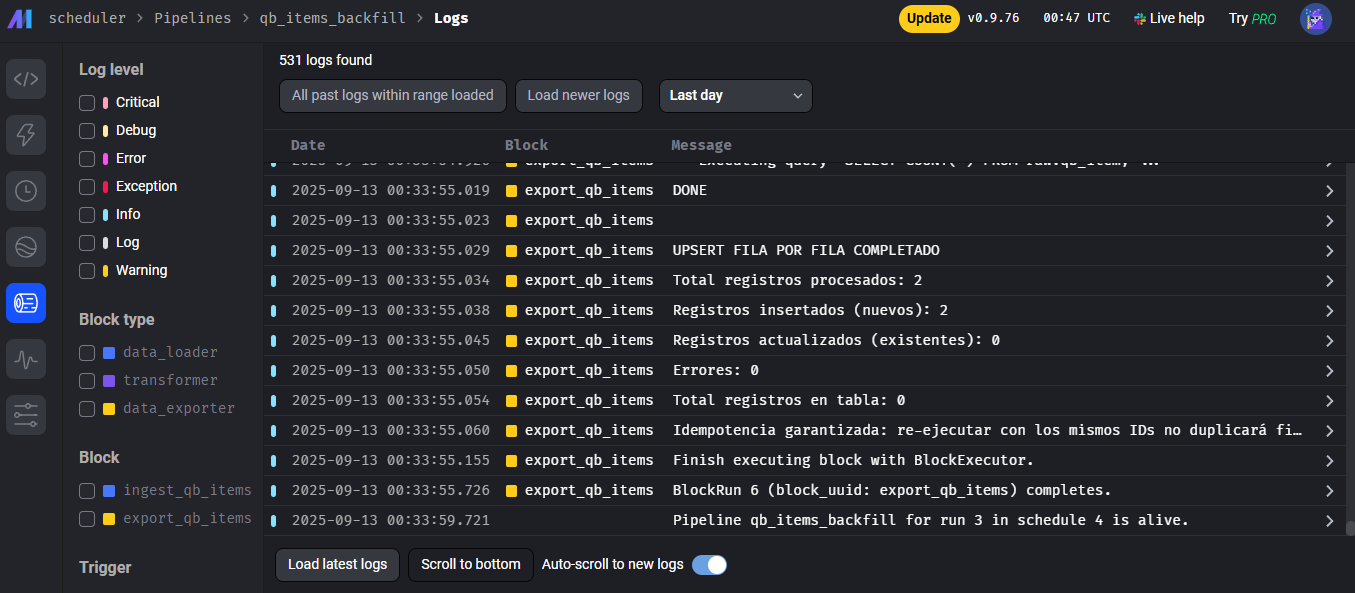 scheduler > Pipelines > qb_items_backfill > Logs
Update v0.9.76 00:47 UTC Live help Try PRO
Log level
Critical
Debug
Error
Exception
Info
Log
Warning
Block type
data_loader
transformer
data_exporter
Block
ingest_qb_items
export_qb_items
Trigger
531 logs found
All past logs within range loaded Load newer logs Last day
Date Block Message
export_qb_items
2025-09-13 00:33:55.019 export_qb_items DONE
2025-09-13 00:33:55.023 export_qb_items
2025-09-13 00:33:55.029 export_qb_items UPSERT FILA POR FILA COMPLETADO
2025-09-13 00:33:55.034 export_qb_items Total registros procesados: 2
2025-09-13 00:33:55.038 export_qb_items Registros insertados (nuevos): 2
2025-09-13 00:33:55.045 export_qb_items Registros actualizados (existentes): 0
2025-09-13 00:33:55.050 export_qb_items Errores: 0
2025-09-13 00:33:55.054 export_qb_items Total registros en tabla: 0
2025-09-13 00:33:55.060 export_qb_items Idempotencia garantizada: re-ejecutar con los mismos IDs no duplicará fi…
2025-09-13 00:33:55.155 export_qb_items Finish executing block with BlockExecutor.
2025-09-13 00:33:55.726 export_qb_items BlockRun 6 (block_uuid: export_qb_items) completes.
2025-09-13 00:33:59.721 Pipeline qb_items_backfill for run 3 in schedule 4 is alive.
Load latest logs Scroll to bottom Auto-scroll to new logs